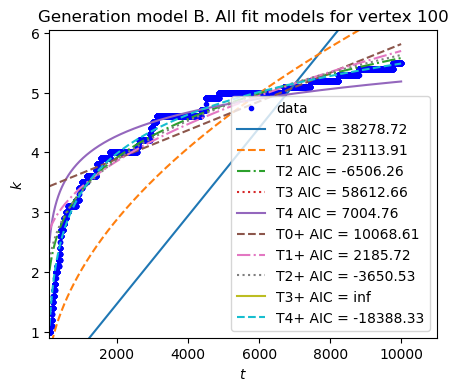 Generation model B. All fit models for vertex 100
6
5
4
3
2
1
k
data
T0 AIC = 38278.72
T1 AIC = 23113.91
T2 AIC = -6506.26
T3 AIC = 58612.66
T4 AIC = 7004.76
T0+ AIC = 10068.61
T1+ AIC = 2185.72
T2+ AIC = -3650.53
T3+ AIC = inf
T4+ AIC = -18388.33
2000 4000 6000 8000 10000
t